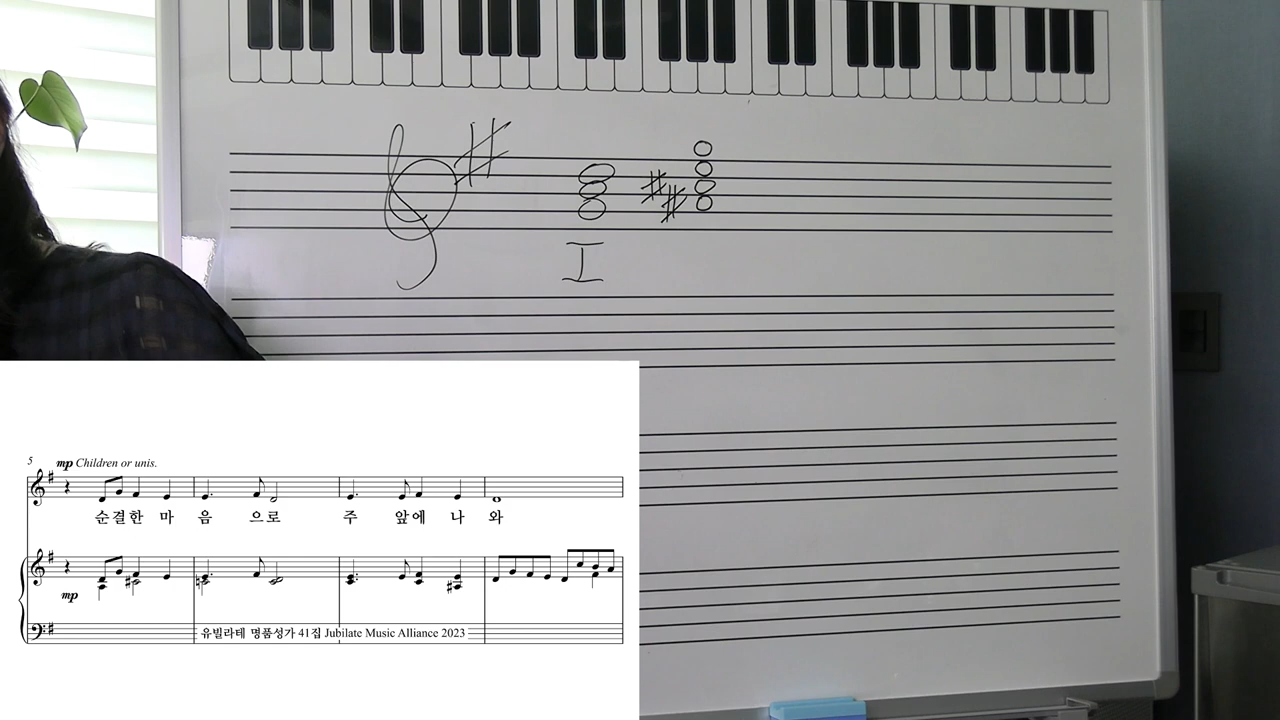 I
5
mp Children or unis.
순결한 마 음 으로 주 앞에 나 와
mp
유빌라테 명품성가 41집 Jubilate Music Alliance 2023